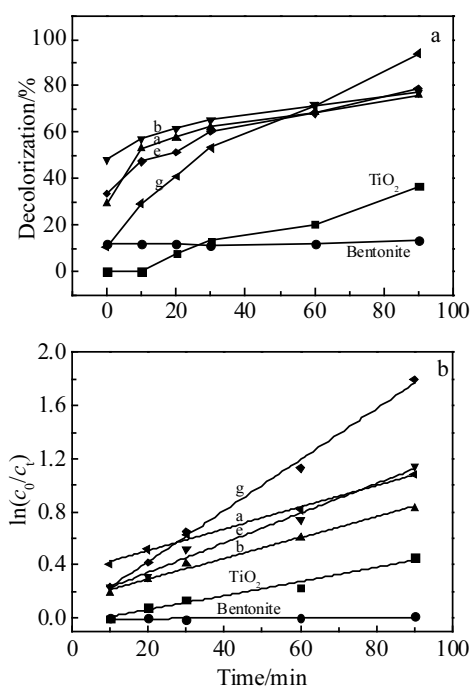 a
100
80
60
40
20
0
Decolorization/%
b
a
e
g
TiO₂
Bentonite
0 20 40 60 80 100
b
2.0
1.6
1.2
0.8
0.4
0.0
ln(c₀/cₜ)
g
a
e
b
TiO₂
Bentonite
0 20 40 60 80 100
Time/min